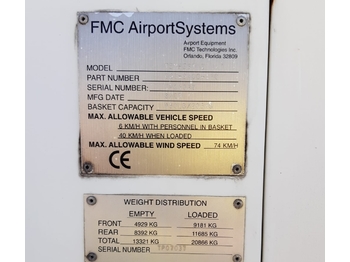 FMC AirportSystems
Airport Equipment
FMC Technologies Inc.
Orlando, Florida 32809
MODEL
PART NUMBER
SERIAL NUMBER:
MFG DATE
BASKET CAPACITY
MAX. ALLOWABLE VEHICLE SPEED
6 KM/H WITH PERSONNEL IN BASKET
40 KM/H WHEN LOADED
MAX. ALLOWABLE WIND SPEED 74 KM/H
CE
WEIGHT DISTRIBUTION
EMPTY LOADED
FRONT 4929 KG 9181 KG
REAR 8392 KG 11685 KG
TOTAL 13321 KG 20866 KG
SERIAL NUMBER